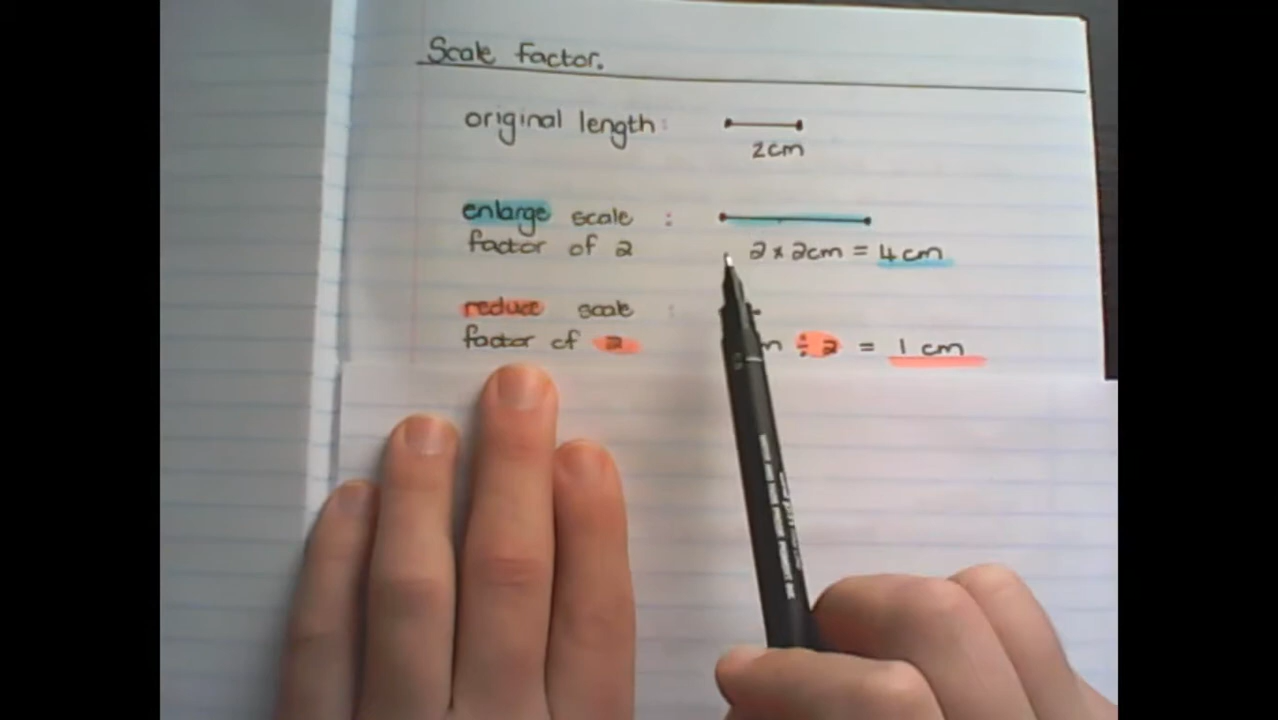 Scale Factor.
original length:
2cm
enlarge scale :
factor of 2
2 x 2cm = 4cm
reduce scale :
factor of 2
÷ 2 = 1 cm